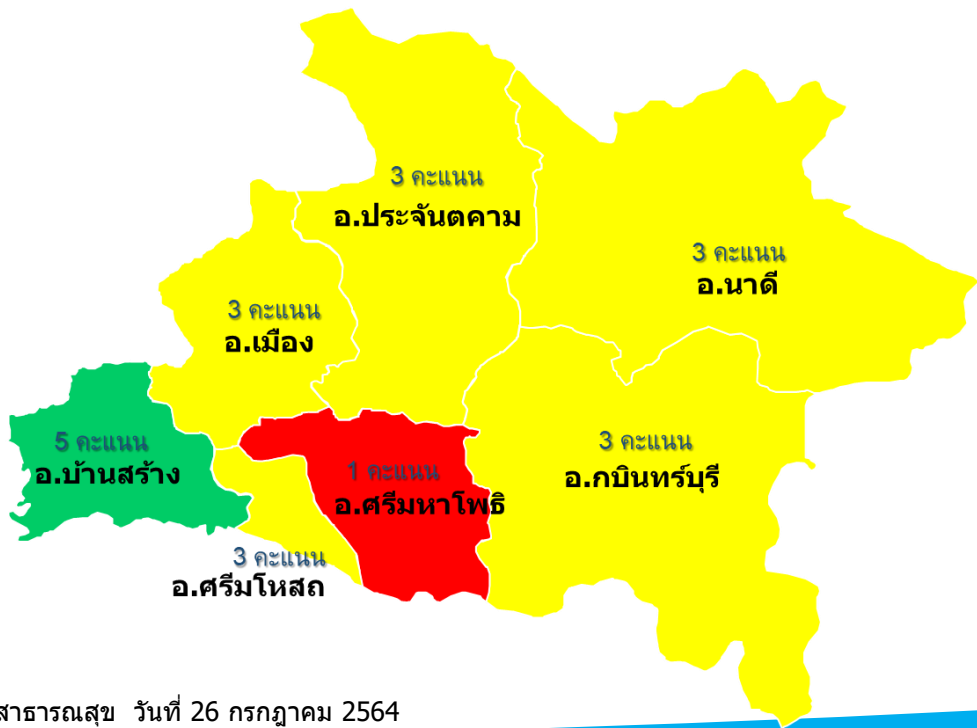 3 คะแนน
อ.ประจันตคาม
3 คะแนน
อ.นาดี
3 คะแนน
อ.เมือง
5 คะแนน
อ.บ้านสร้าง
1 คะแนน
อ.ศรีมหาโพธิ
3 คะแนน
อ.กบินทร์บุรี
3 คะแนน
อ.ศรีมโหสถ
สาธารณสุข วันที่ 26 กรกฎาคม 2564